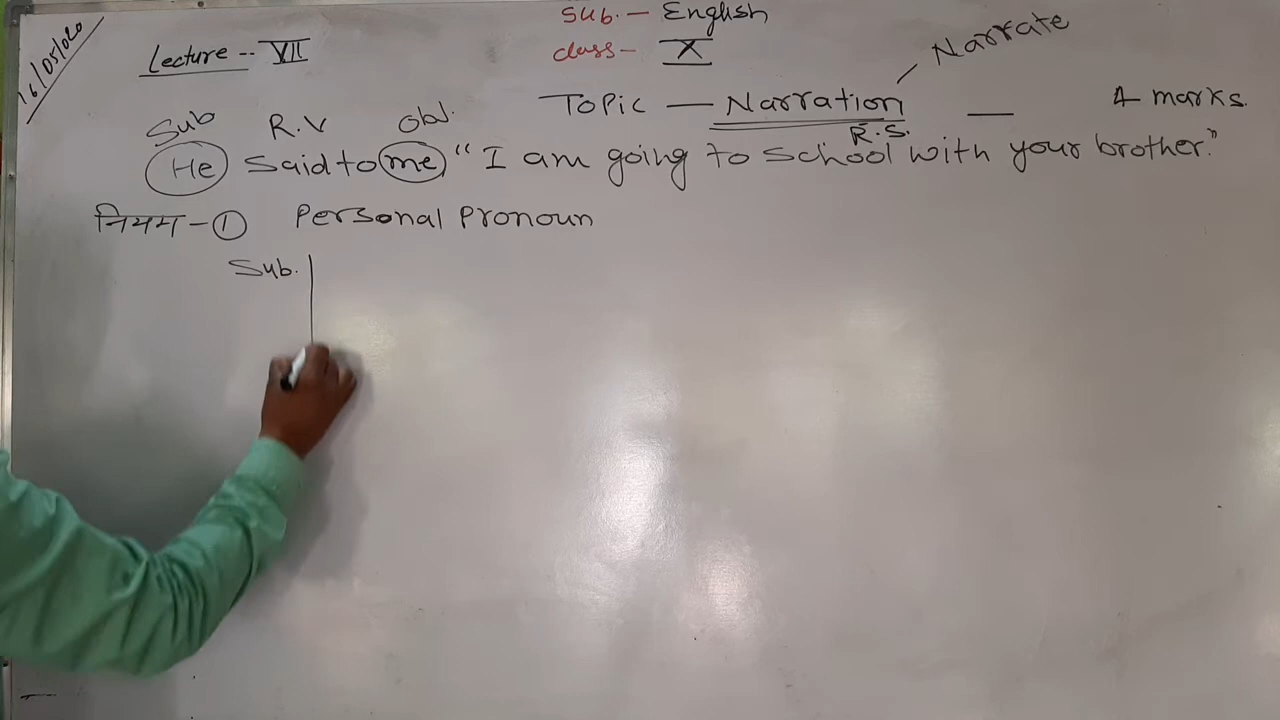 16/05/020
Sub.- English
Lecture -- VII
class- X
Narrate
Topic — Narration — 4 marks.
Sub R.V Obj. R.S.
He said to me "I am going to school with your brother."
नियम-① Personal Pronoun
Sub.